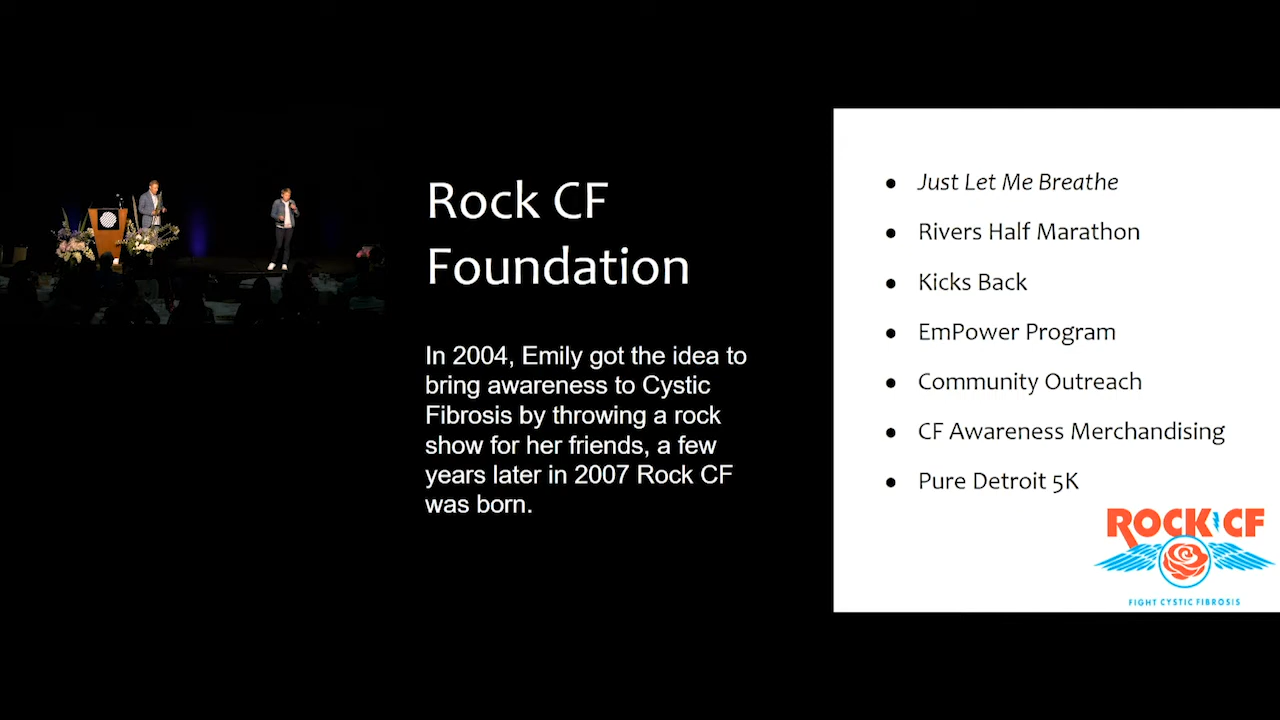 Rock CF
Foundation
In 2004, Emily got the idea to
bring awareness to Cystic
Fibrosis by throwing a rock
show for her friends, a few
years later in 2007 Rock CF
was born.
● Just Let Me Breathe
● Rivers Half Marathon
● Kicks Back
● EmPower Program
● Community Outreach
● CF Awareness Merchandising
● Pure Detroit 5K
ROCK CF
FIGHT CYSTIC FIBROSIS